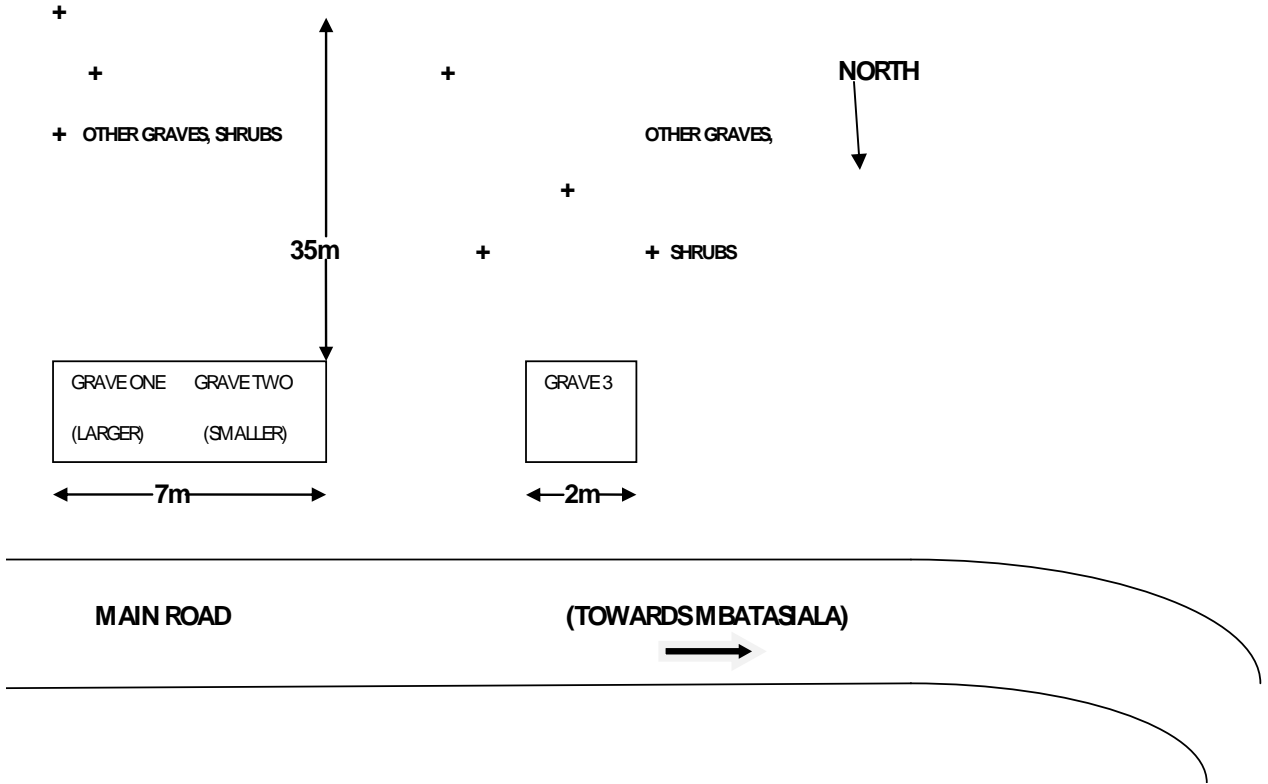 NORTH
+ OTHER GRAVES, SHRUBS
OTHER GRAVES,
35m
+ SHRUBS
GRAVE ONE GRAVE TWO
(LARGER) (SMALLER)
GRAVE 3
7m
2m
MAIN ROAD
(TOWARDS MBATASIALA)